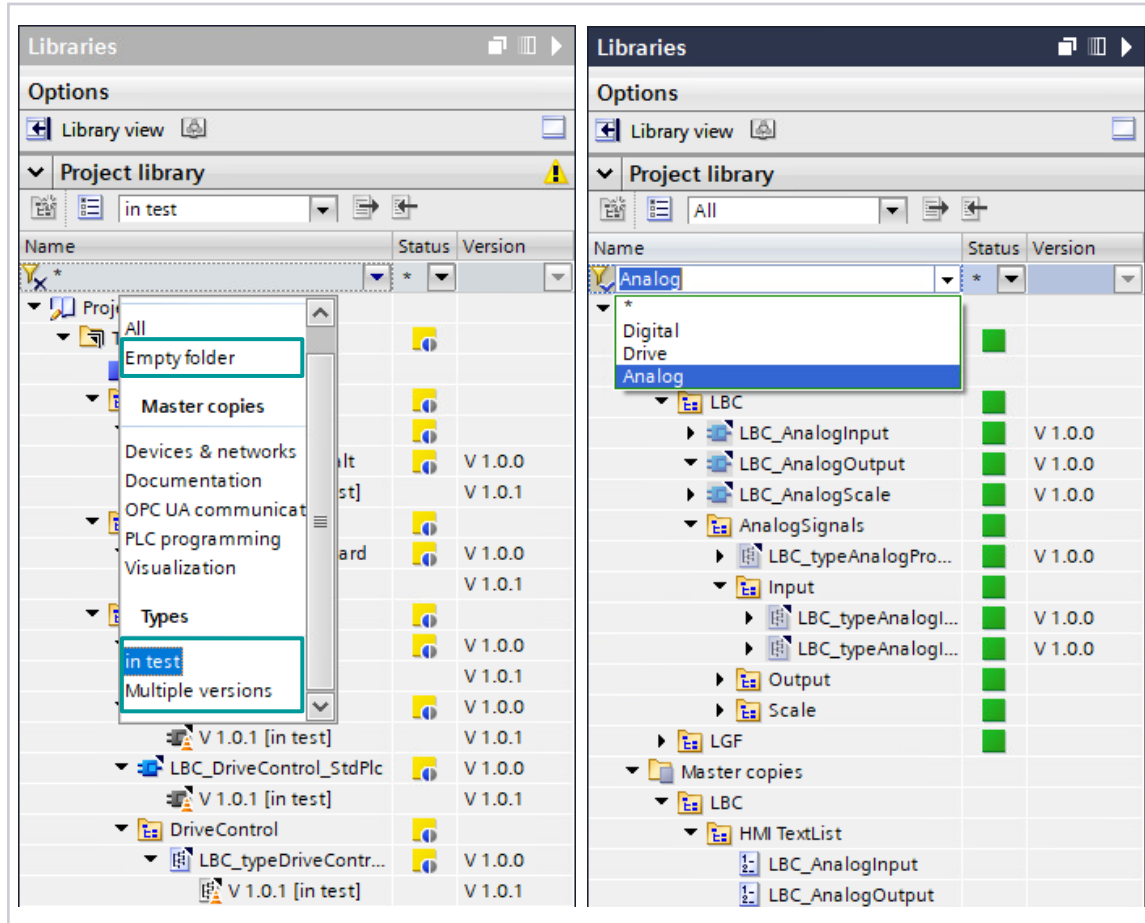 Libraries
Options
Library view
Project library
in test
Name Status Version
* *
Proj
All
Empty folder
Master copies
Devices & networks
lt V 1.0.0
Documentation
st] V 1.0.1
OPC UA communicat
PLC programming
ard V 1.0.0
Visualization
V 1.0.1
Types
V 1.0.0
in test
V 1.0.1
Multiple versions
V 1.0.0
V 1.0.1 [in test] V 1.0.1
LBC_DriveControl_StdPlc V 1.0.0
V 1.0.1 [in test] V 1.0.1
DriveControl
LBC_typeDriveContr... V 1.0.0
V 1.0.1 [in test] V 1.0.1
Libraries
Options
Library view
Project library
All
Name Status Version
Analog *
*
Digital
Drive
Analog
LBC
LBC_AnalogInput V 1.0.0
LBC_AnalogOutput V 1.0.0
LBC_AnalogScale V 1.0.0
AnalogSignals
LBC_typeAnalogPro... V 1.0.0
Input
LBC_typeAnalogI... V 1.0.0
LBC_typeAnalogI... V 1.0.0
Output
Scale
LGF
Master copies
LBC
HMI TextList
LBC_AnalogInput
LBC_AnalogOutput